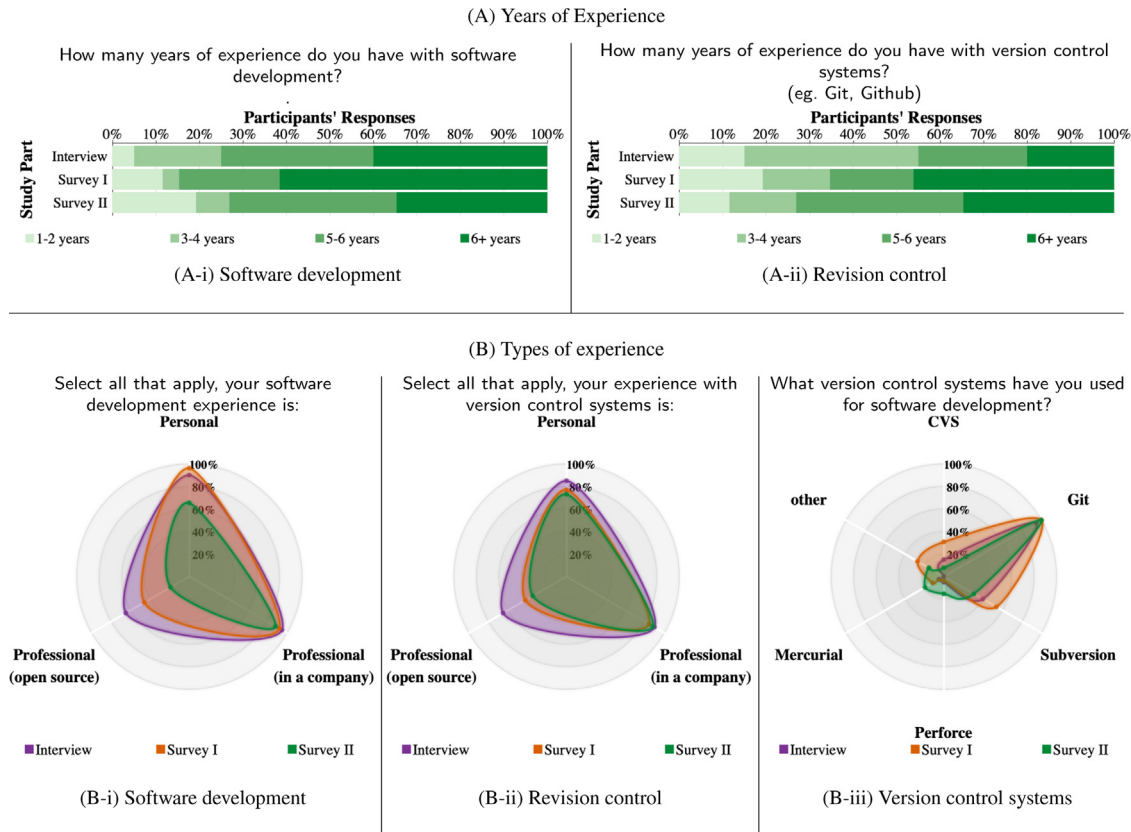 (A) Years of Experience
How many years of experience do you have with software
development?
.
Participants' Responses
0% 10% 20% 30% 40% 50% 60% 70% 80% 90% 100%
Study Part
Interview
Survey I
Survey II
1-2 years 3-4 years 5-6 years 6+ years
(A-i) Software development
How many years of experience do you have with version control
systems?
(eg. Git, Github)
Participants' Responses
0% 10% 20% 30% 40% 50% 60% 70% 80% 90% 100%
Study Part
Interview
Survey I
Survey II
1-2 years 3-4 years 5-6 years 6+ years
(A-ii) Revision control
(B) Types of experience
Select all that apply, your software
development experience is:
Personal
100%
80%
60%
40%
20%
Professional
(open source)
Professional
(in a company)
Interview Survey I Survey II
(B-i) Software development
Select all that apply, your experience with
version control systems is:
Personal
100%
80%
60%
40%
20%
Professional
(open source)
Professional
(in a company)
Interview Survey I Survey II
(B-ii) Revision control
What version control systems have you used
for software development?
CVS
100%
80%
60%
40%
20%
other
Git
Mercurial
Subversion
Perforce
Interview Survey I Survey II
(B-iii) Version control systems